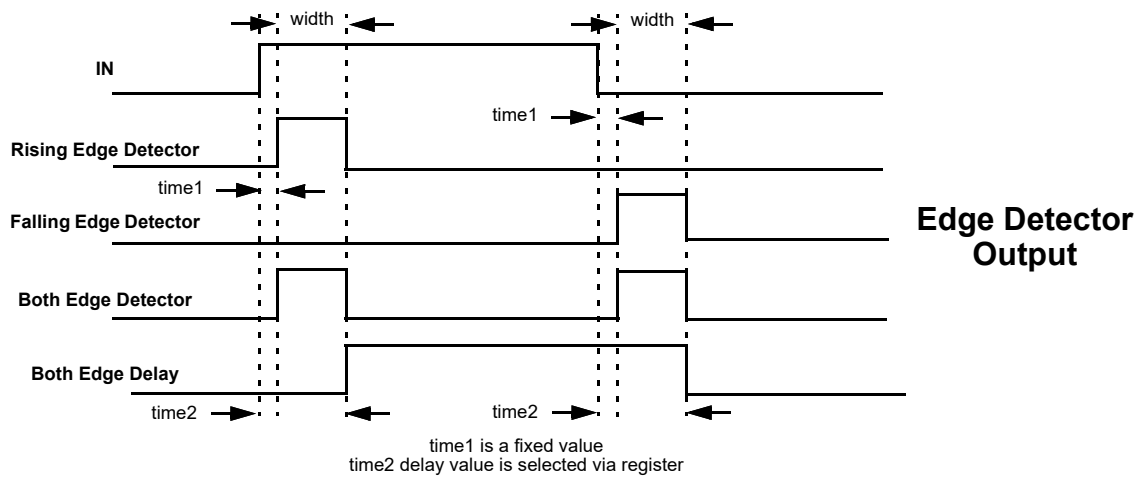 width
width
IN
time1
Rising Edge Detector
time1
Falling Edge Detector
Edge Detector
Output
Both Edge Detector
Both Edge Delay
time2
time2
time1 is a fixed value
time2 delay value is selected via register